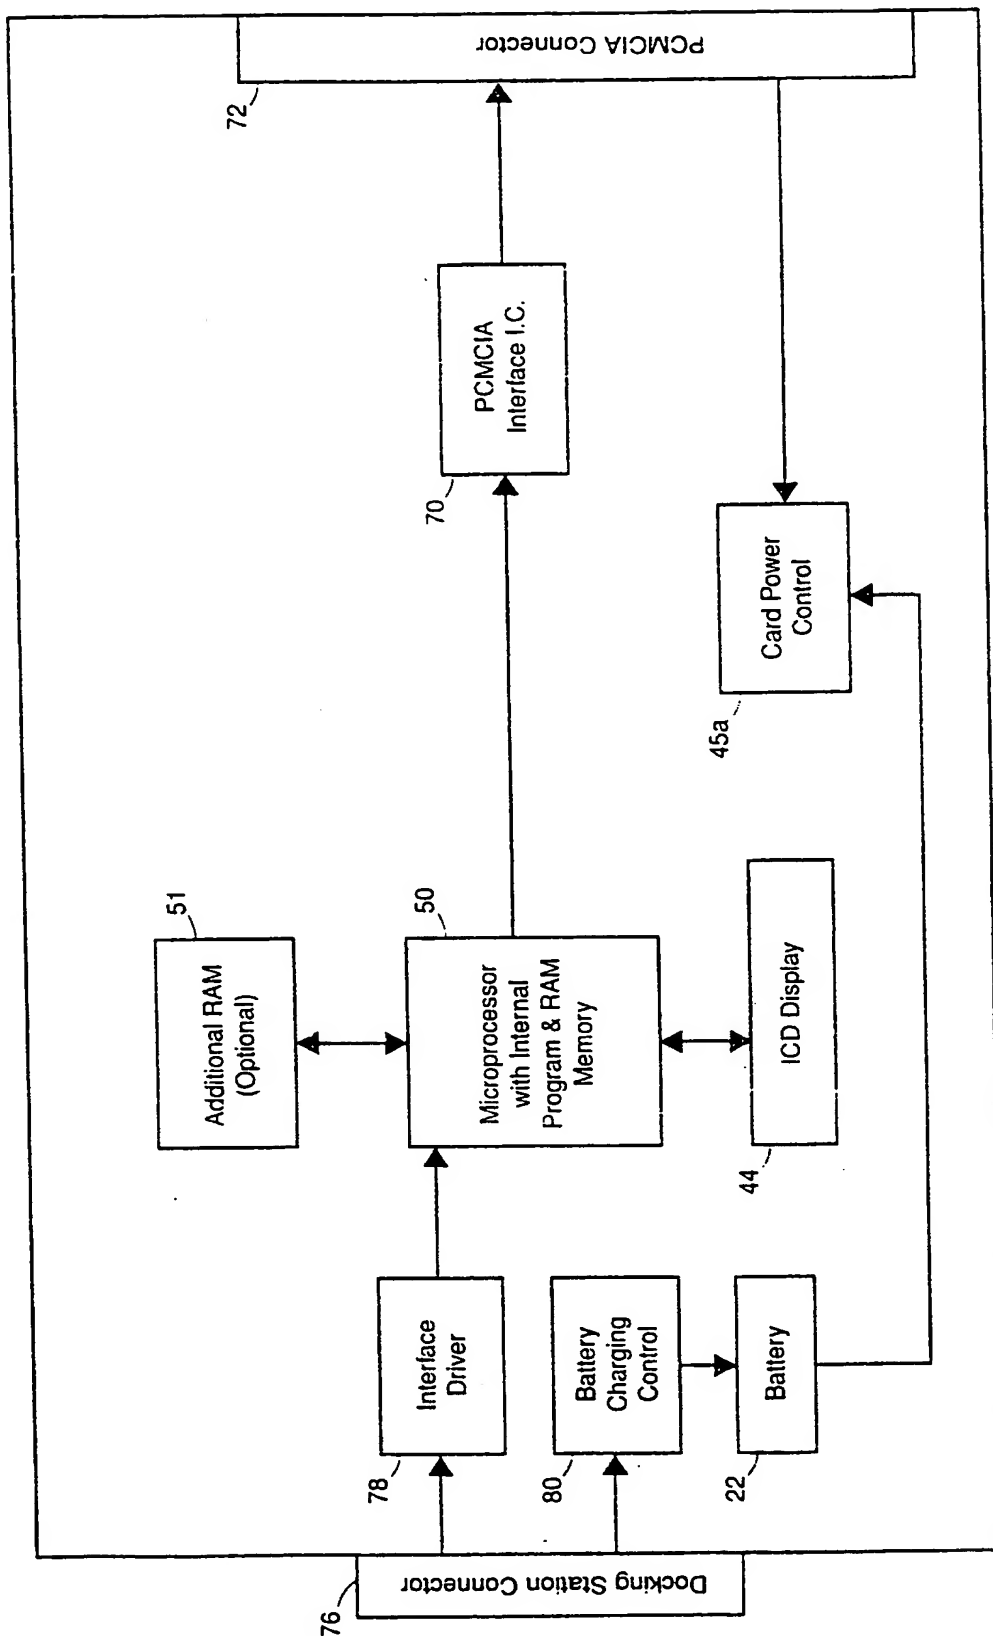 76
Docking Station Connector
78
Interface
Driver
80
Battery
Charging
Control
22
Battery
51
Additional RAM
(Optional)
50
Microprocessor
with Internal
Program & RAM
Memory
44
ICD Display
70
PCMCIA
Interface I.C.
45a
Card Power
Control
72
PCMCIA Connector